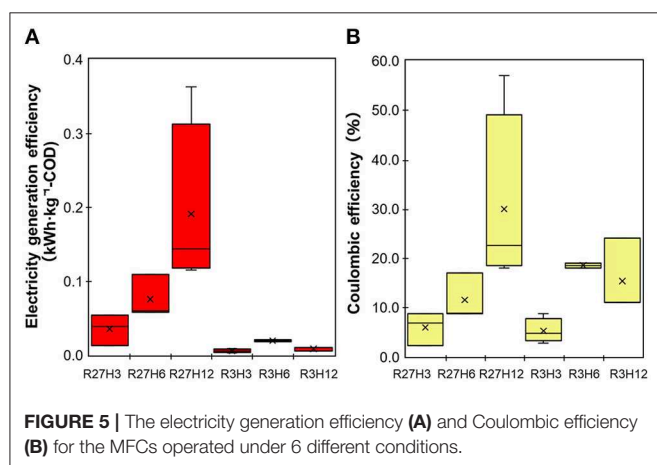 A
B
Electricity generation efficiency
(kWh·kg⁻¹-COD)
0.4
0.3
0.2
0.1
0.0
R27H3 R27H6 R27H12 R3H3 R3H6 R3H12
Coulombic efficiency (%)
60.0
50.0
40.0
30.0
20.0
10.0
0.0
R27H3 R27H6 R27H12 R3H3 R3H6 R3H12
FIGURE 5 | The electricity generation efficiency (A) and Coulombic efficiency
(B) for the MFCs operated under 6 different conditions.